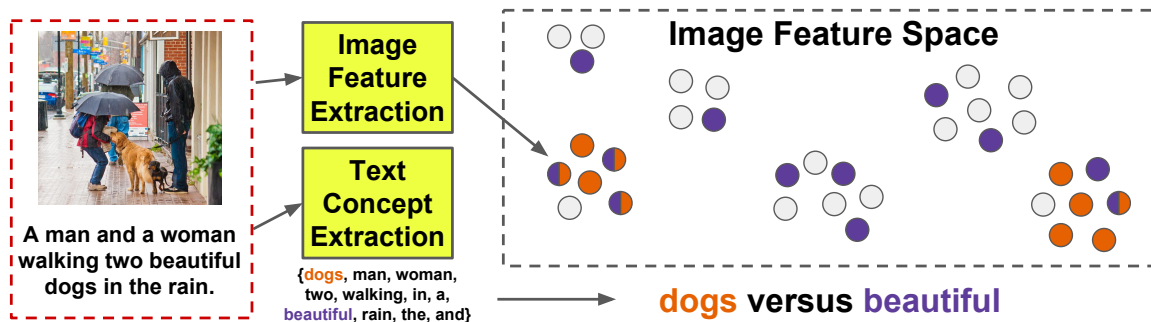 A man and a woman
walking two beautiful
dogs in the rain.
Image
Feature
Extraction
Text
Concept
Extraction
{dogs, man, woman,
two, walking, in, a,
beautiful, rain, the, and}
Image Feature Space
dogs versus beautiful